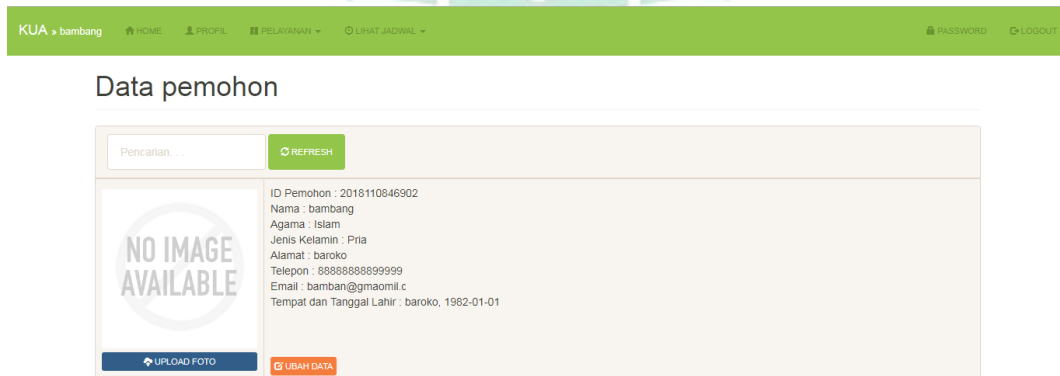 KUA » bambang HOME PROFIL PELAYANAN LIHAT JADWAL PASSWORD LOGOUT
Data pemohon
Pencarian. . . REFRESH
NO IMAGE
AVAILABLE
UPLOAD FOTO
ID Pemohon : 2018110846902
Nama : bambang
Agama : Islam
Jenis Kelamin : Pria
Alamat : baroko
Telepon : 88888888899999
Email : bamban@gmaomil.c
Tempat dan Tanggal Lahir : baroko, 1982-01-01
UBAH DATA